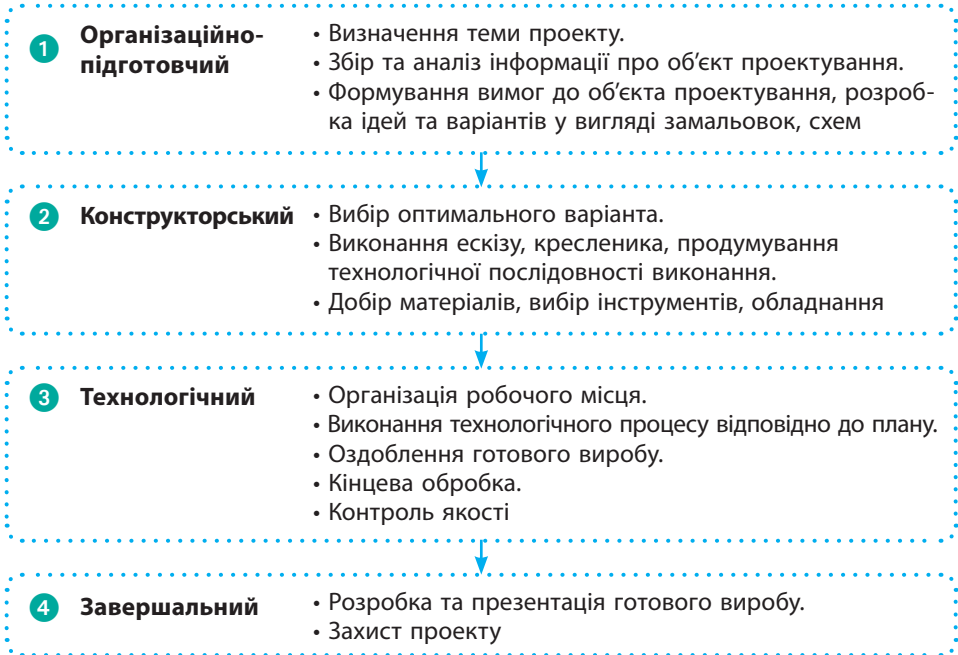 1 Організаційно-
підготовчий
• Визначення теми проекту.
• Збір та аналіз інформації про об’єкт проектування.
• Формування вимог до об’єкта проектування, розроб-
ка ідей та варіантів у вигляді замальовок, схем
2 Конструкторський
• Вибір оптимального варіанта.
• Виконання ескізу, кресленика, продумування
технологічної послідовності виконання.
• Добір матеріалів, вибір інструментів, обладнання
3 Технологічний
• Організація робочого місця.
• Виконання технологічного процесу відповідно до плану.
• Оздоблення готового виробу.
• Кінцева обробка.
• Контроль якості
4 Завершальний
• Розробка та презентація готового виробу.
• Захист проекту